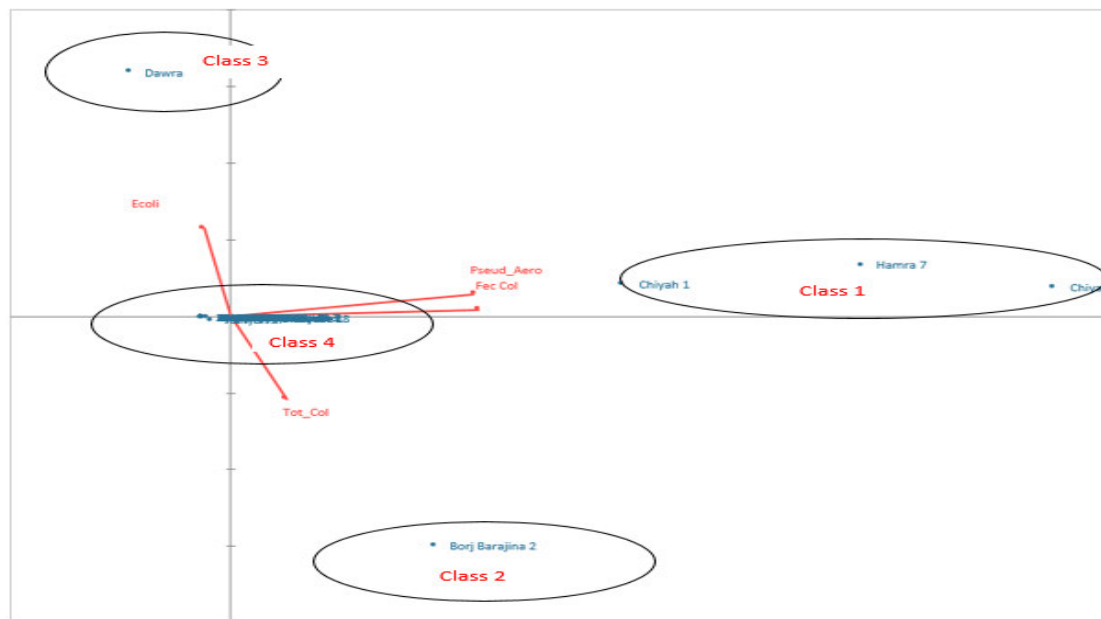 Class 3
Dawra
Ecoli
Pseud_Aero
Fec Col
Hamra 7
Chiyah 1
Class 1
Class 4
Tot_Col
Borj Barajina 2
Class 2